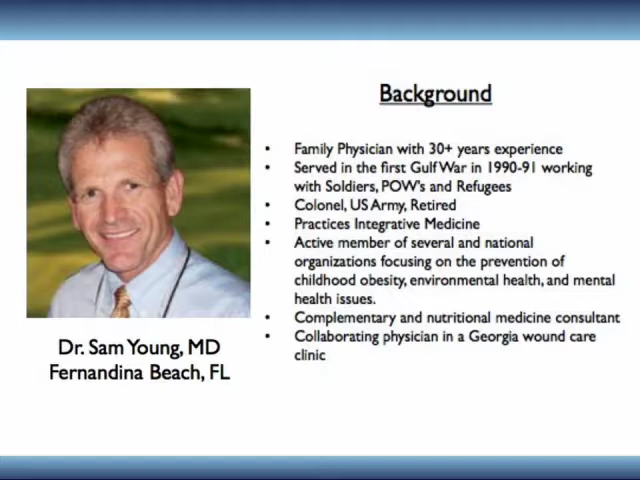 Background
• Family Physician with 30+ years experience
• Served in the first Gulf War in 1990-91 working
with Soldiers, POW's and Refugees
• Colonel, US Army, Retired
• Practices Integrative Medicine
• Active member of several and national
organizations focusing on the prevention of
childhood obesity, environmental health, and mental
health issues.
• Complementary and nutritional medicine consultant
• Collaborating physician in a Georgia wound care
clinic
Dr. Sam Young, MD
Fernandina Beach, FL